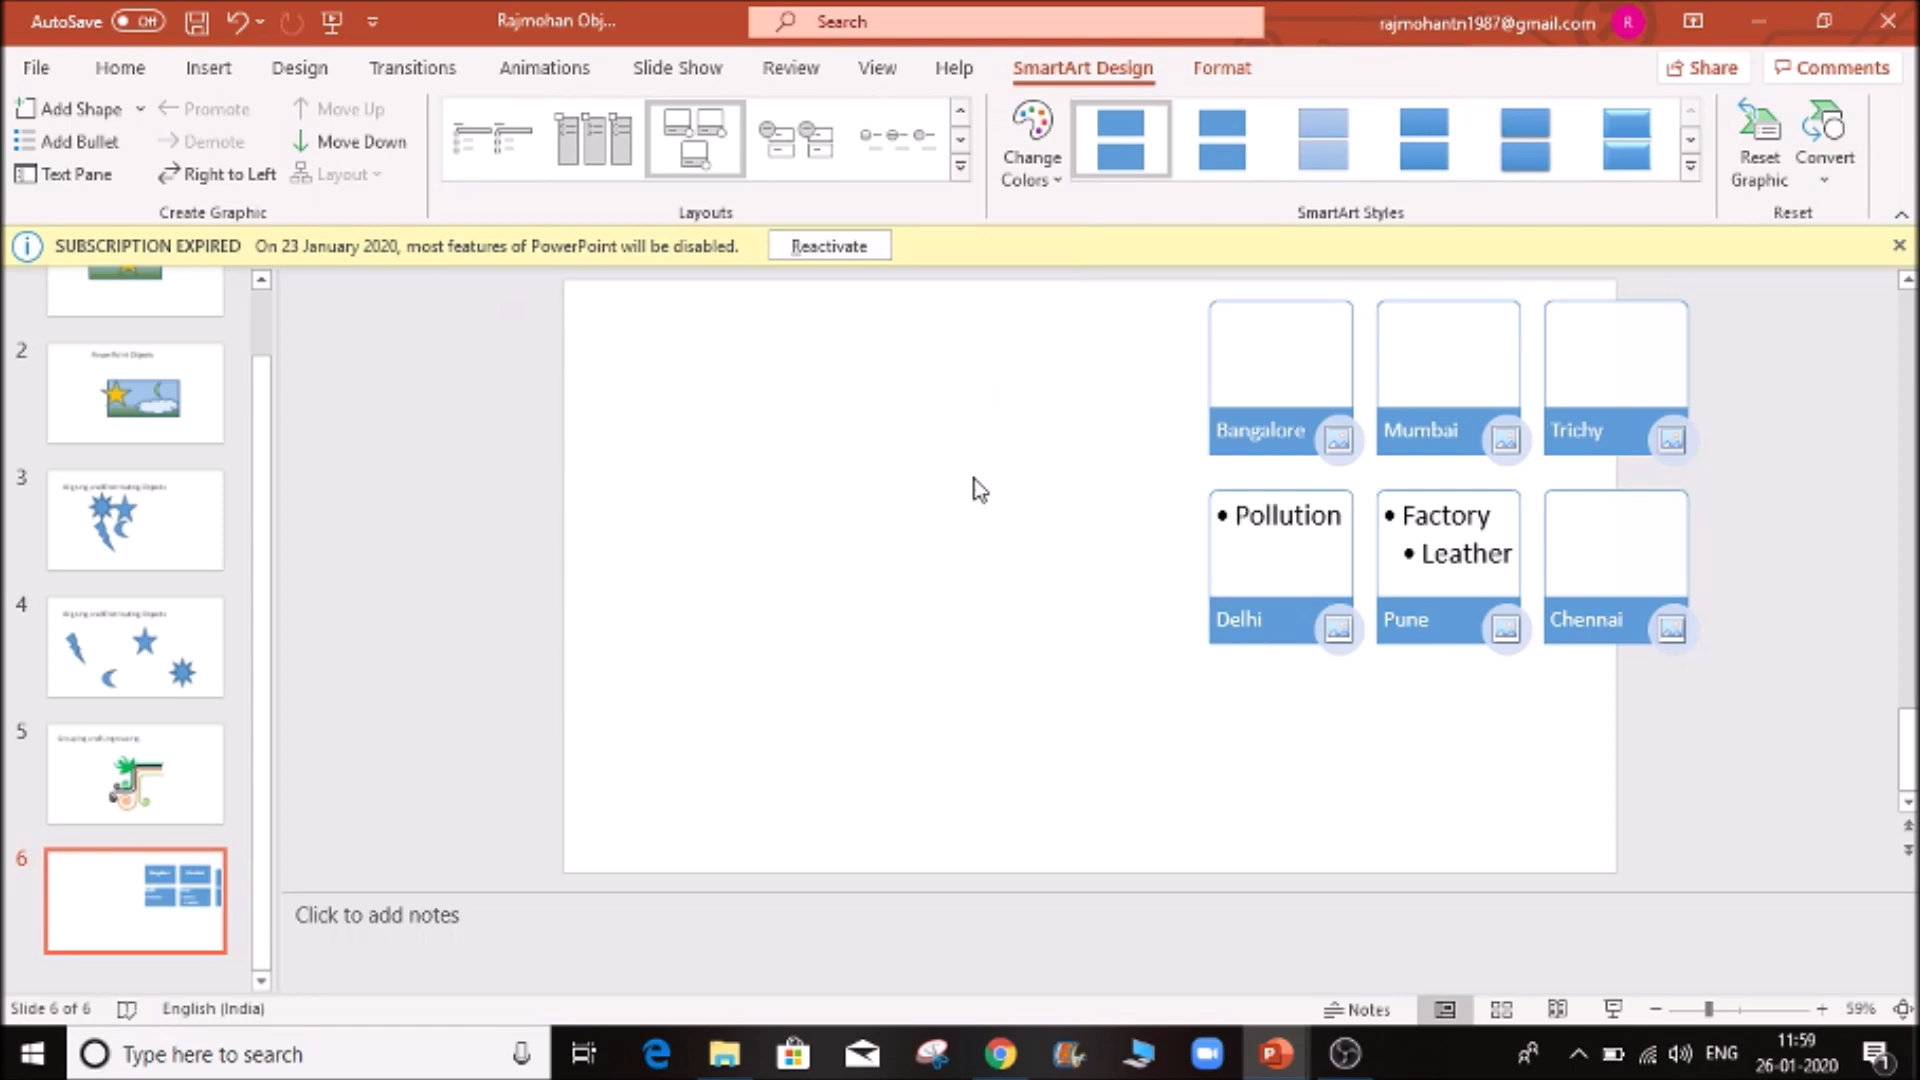 AutoSave Off Rajmohan Obj... Search rajmohantn1987@gmail.com R
File Home Insert Design Transitions Animations Slide Show Review View Help SmartArt Design Format Share Comments
Add Shape Promote Move Up
Add Bullet Demote Move Down
Text Pane Right to Left Layout
Change Colors
Reset Graphic
Convert
Create Graphic Layouts SmartArt Styles Reset
SUBSCRIPTION EXPIRED On 23 January 2020, most features of PowerPoint will be disabled. Reactivate
2
PowerPoint Objects
3
4
5
6
Bangalore Mumbai Trichy
• Pollution
• Factory
• Leather
Delhi Pune Chennai
Click to add notes
Slide 6 of 6 English (India) Notes 59%
Type here to search
P
ENG
11:59
26-01-2020
1